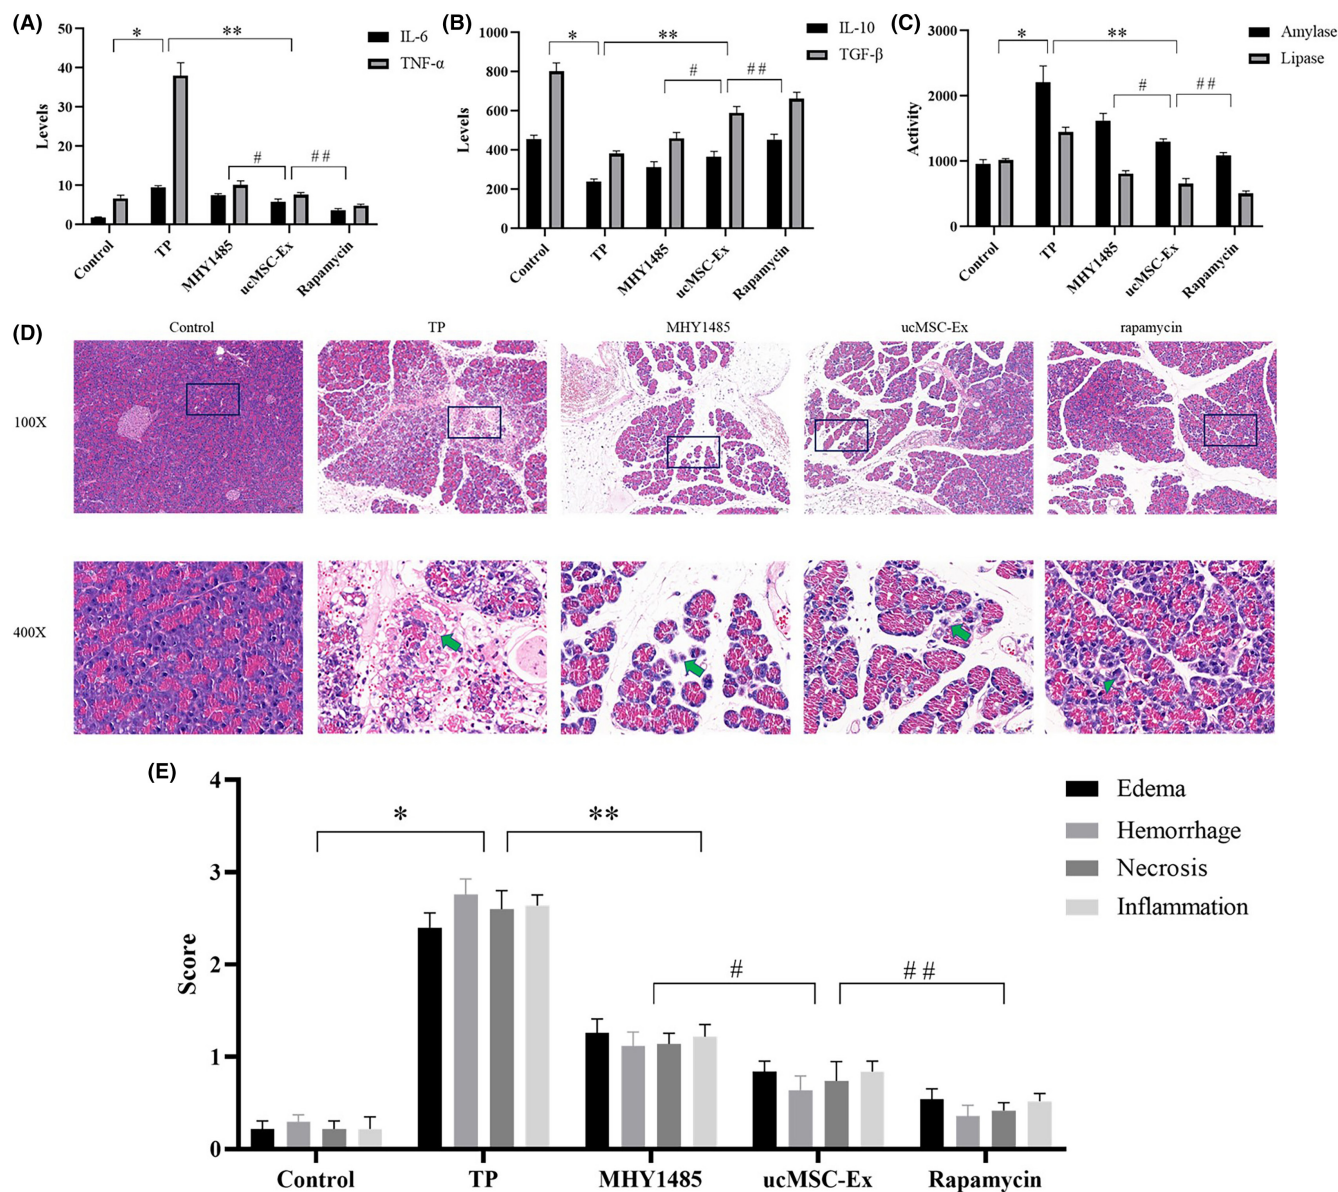 (A)
50
40
30
20
10
0
Levels
*
**
#
# #
IL-6
TNF-α
Control
TP
MHY1485
ucMSC-Ex
Rapamycin
(B)
1000
800
600
400
200
0
Levels
*
**
#
# #
IL-10
TGF-β
Control
TP
MHY1485
ucMSC-Ex
Rapamycin
(C)
3000
2000
1000
0
Activity
*
**
#
# #
Amylase
Lipase
Control
TP
MHY1485
ucMSC-Ex
Rapamycin
(D)
Control TP MHY1485 ucMSC-Ex rapamycin
100X
400X
(E)
4
3
2
1
0
Score
*
**
#
# #
Edema
Hemorrhage
Necrosis
Inflammation
Control TP MHY1485 ucMSC-Ex Rapamycin